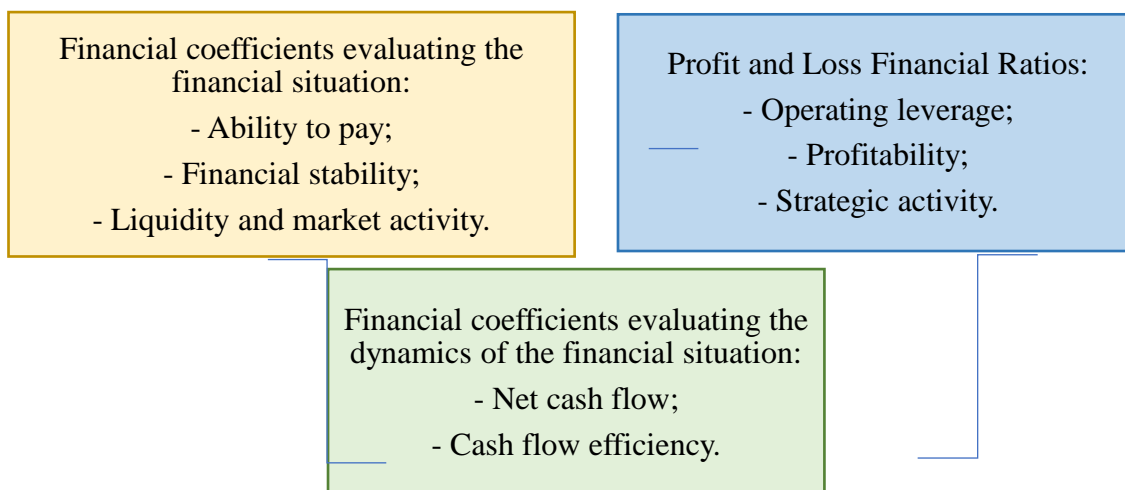 Financial coefficients evaluating the
financial situation:
- Ability to pay;
- Financial stability;
- Liquidity and market activity.
Profit and Loss Financial Ratios:
- Operating leverage;
- Profitability;
- Strategic activity.
Financial coefficients evaluating the
dynamics of the financial situation:
- Net cash flow;
- Cash flow efficiency.